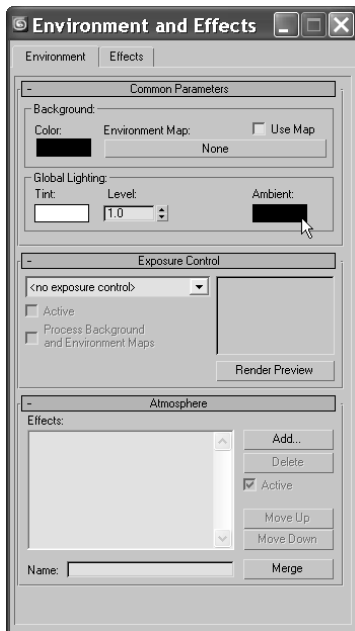 Environment and Effects
Environment Effects
- Common Parameters
Background:
Color: Environment Map: Use Map
None
Global Lighting:
Tint: Level: Ambient:
1.0
- Exposure Control
<no exposure control>
Active
Process Background
and Environment Maps
Render Preview
- Atmosphere
Effects:
Add...
Delete
Active
Move Up
Move Down
Name: Merge